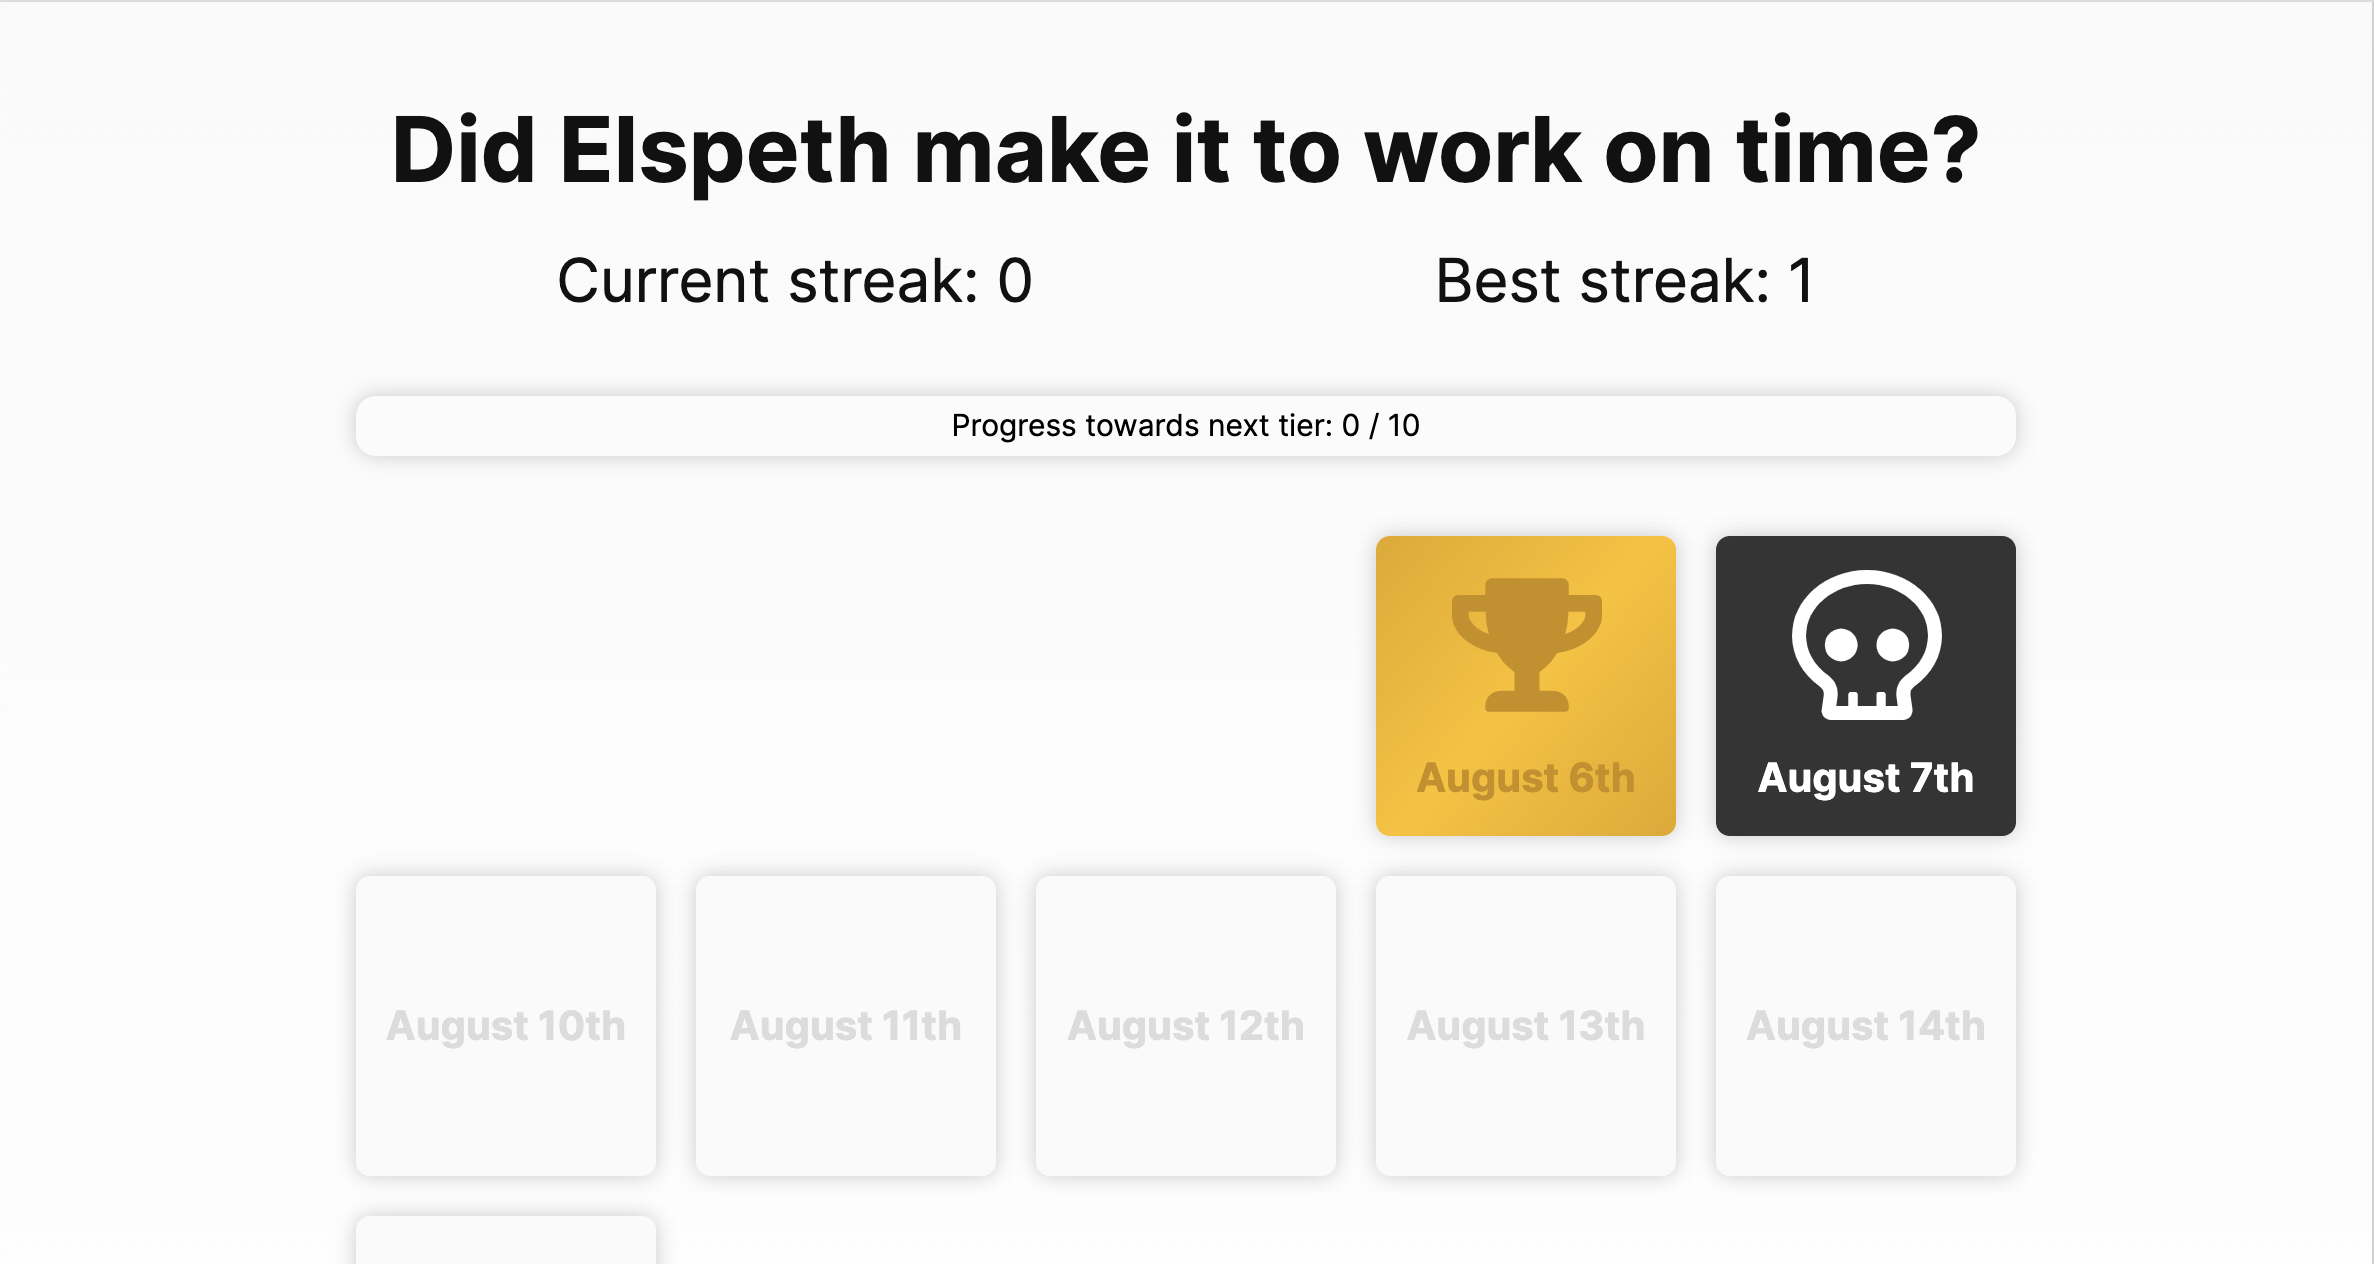 Did Elspeth make it to work on time?
Current streak: 0
Best streak: 1
Progress towards next tier: 0 / 10
August 6th
August 7th
August 10th
August 11th
August 12th
August 13th
August 14th